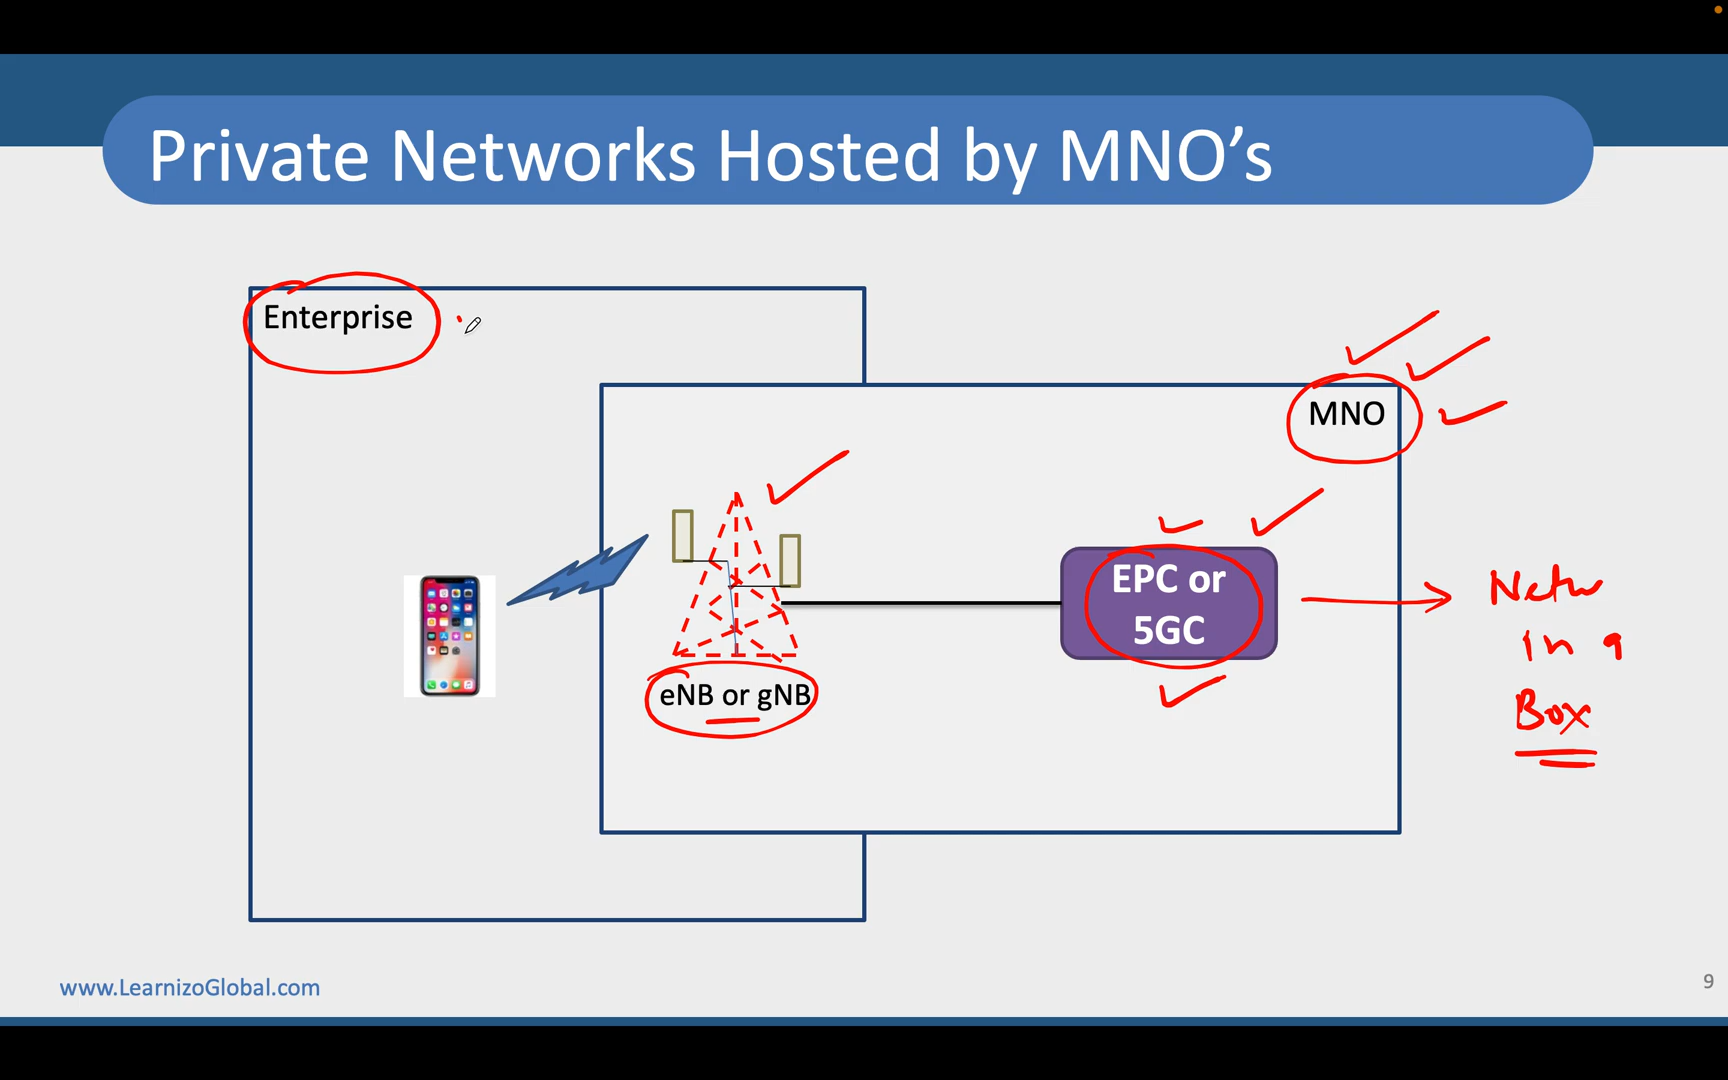 Private Networks Hosted by MNO's
Enterprise
MNO
EPC or
5GC
eNB or gNB
Netw
in a
Box
www.LearnizoGlobal.com
9